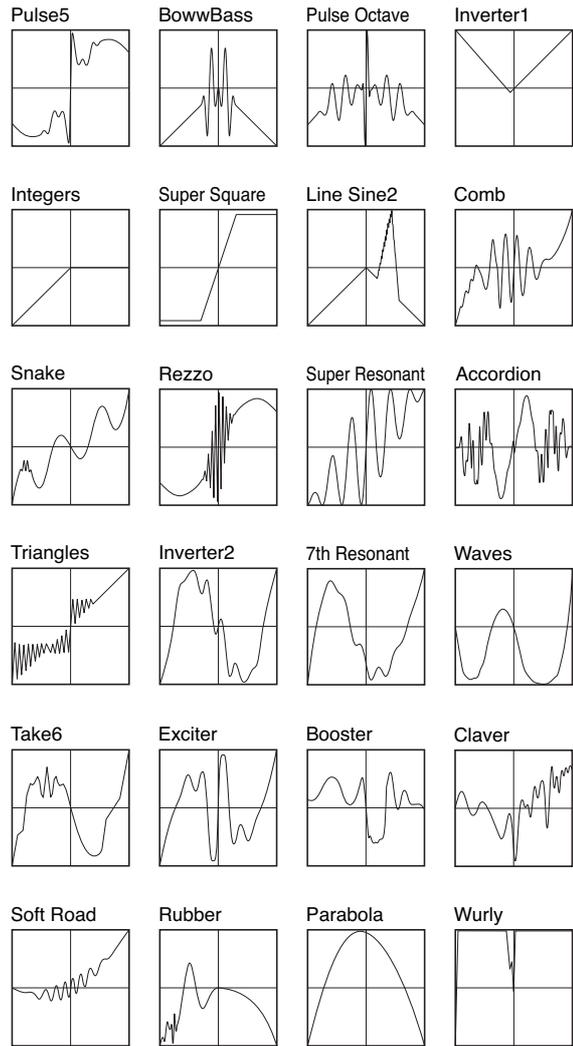 Pulse5 BowwBass Pulse Octave Inverter1
Integers Super Square Line Sine2 Comb
Snake Rezzo Super Resonant Accordion
Triangles Inverter2 7th Resonant Waves
Take6 Exciter Booster Claver
Soft Road Rubber Parabola Wurly